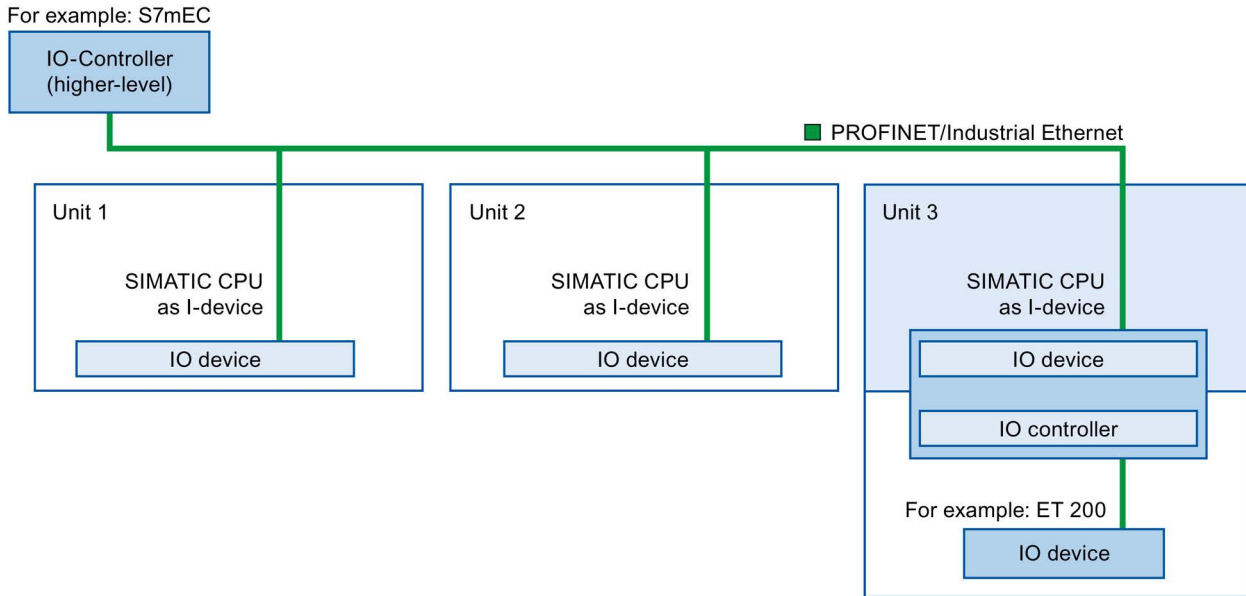 For example: S7mEC
IO-Controller
(higher-level)
PROFINET/Industrial Ethernet
Unit 1
SIMATIC CPU
as I-device
IO device
Unit 2
SIMATIC CPU
as I-device
IO device
Unit 3
SIMATIC CPU
as I-device
IO device
IO controller
For example: ET 200
IO device